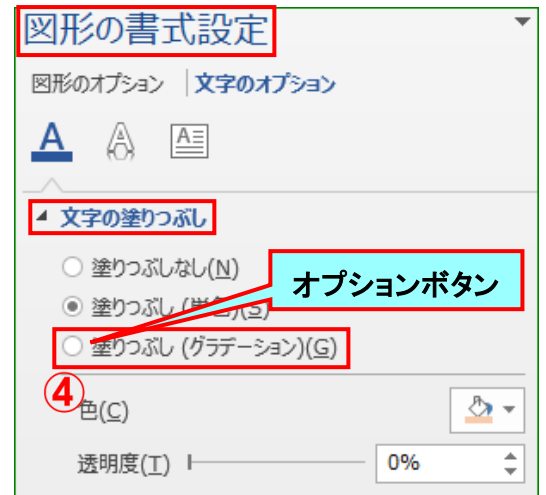 図形の書式設定
図形のオプション 文字のオプション
A A A
文字の塗りつぶし
塗りつぶしなし(N)
オプションボタン
塗りつぶし (単色)(S)
塗りつぶし (グラデーション)(G)
④
色(C)
透明度(T) 0%